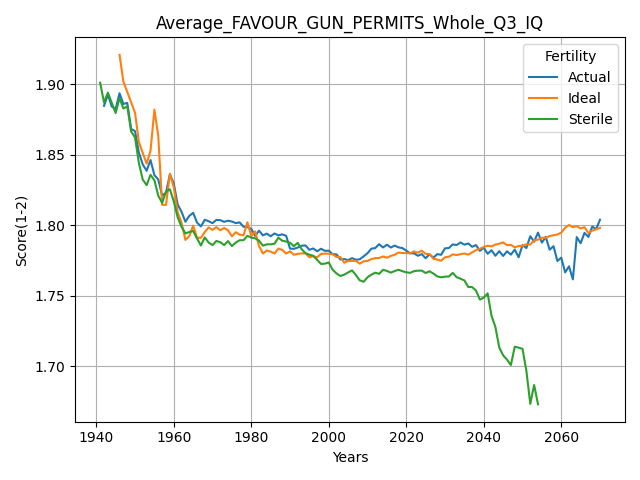 Average_FAVOUR_GUN_PERMITS_Whole_Q3_IQ
Fertility
Actual
Ideal
Sterile
Score(1-2)
1.90
1.85
1.80
1.75
1.70
1940
1960
1980
2000
2020
2040
2060
Years